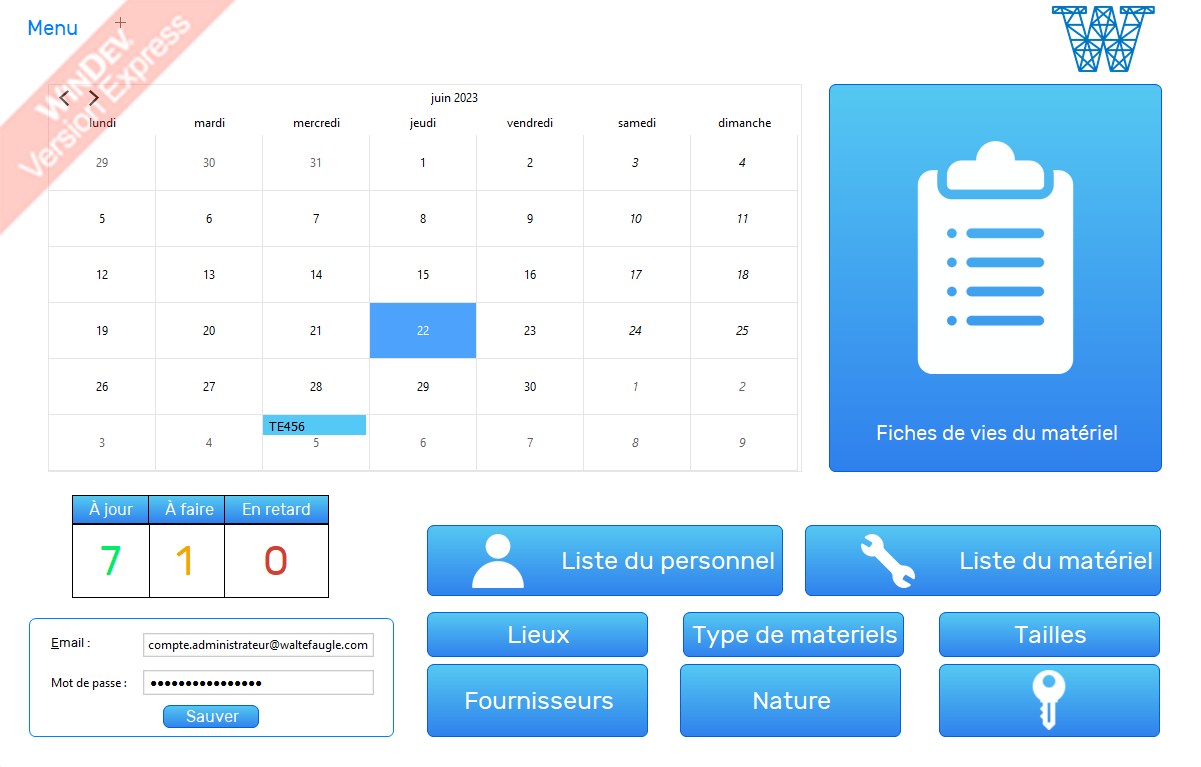 Menu
WINDEV
Version Express
W
juin 2023
lundi mardi mercredi jeudi vendredi samedi dimanche
29 30 31 1 2 3 4
5 6 7 8 9 10 11
12 13 14 15 16 17 18
19 20 21 22 23 24 25
26 27 28 29 30 1 2
TE456
3 4 5 6 7 8 9
Fiches de vies du matériel
À jour À faire En retard
7 1 0
Liste du personnel
Liste du matériel
Lieux
Type de materiels
Tailles
Fournisseurs
Nature
Email :
compte.administrateur@waltefaugle.com
Mot de passe :
••••••••••••••••
Sauver